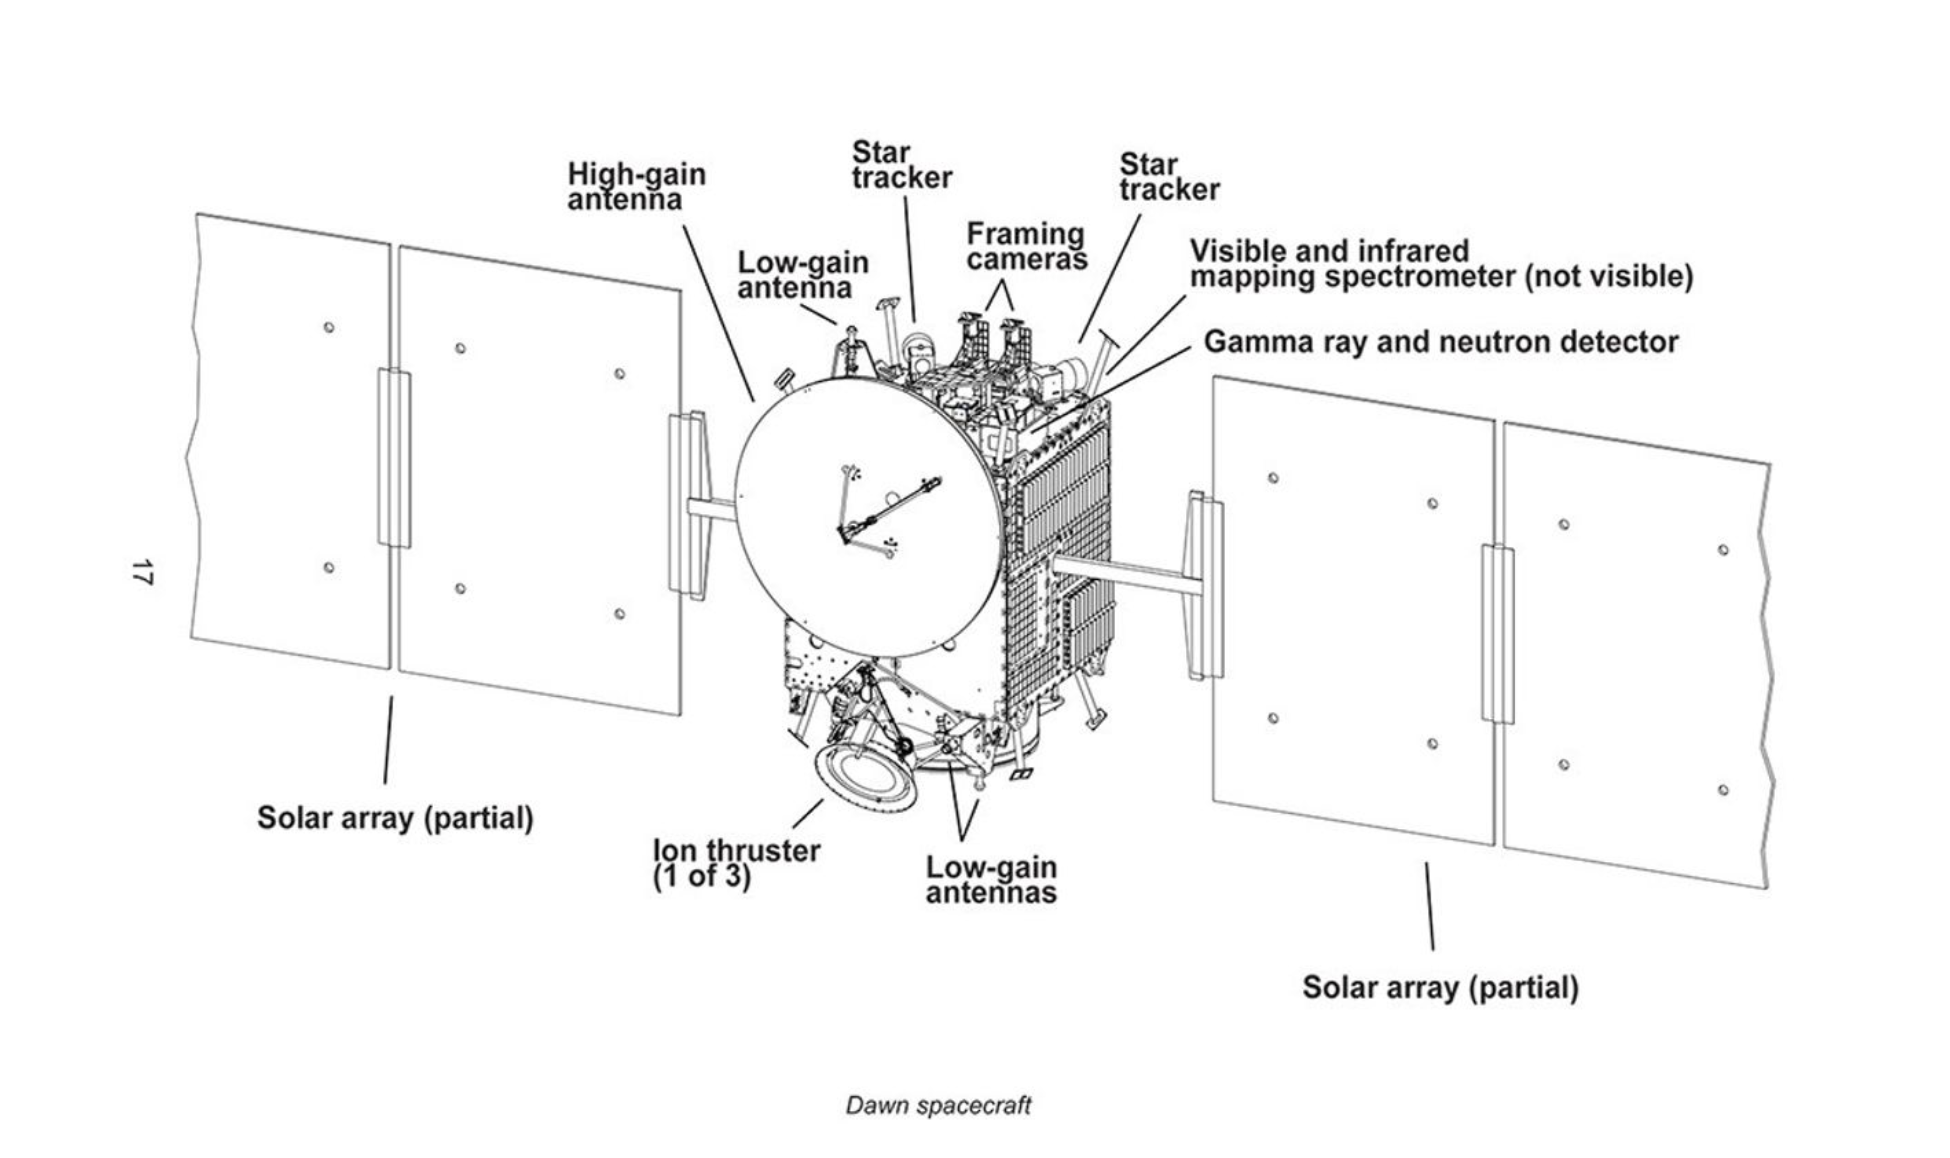 Star
tracker
Star
tracker
High-gain
antenna
Framing
cameras
Low-gain
antenna
Visible and infrared
mapping spectrometer (not visible)
Gamma ray and neutron detector
17
Solar array (partial)
Ion thruster
(1 of 3)
Low-gain
antennas
Solar array (partial)
Dawn spacecraft